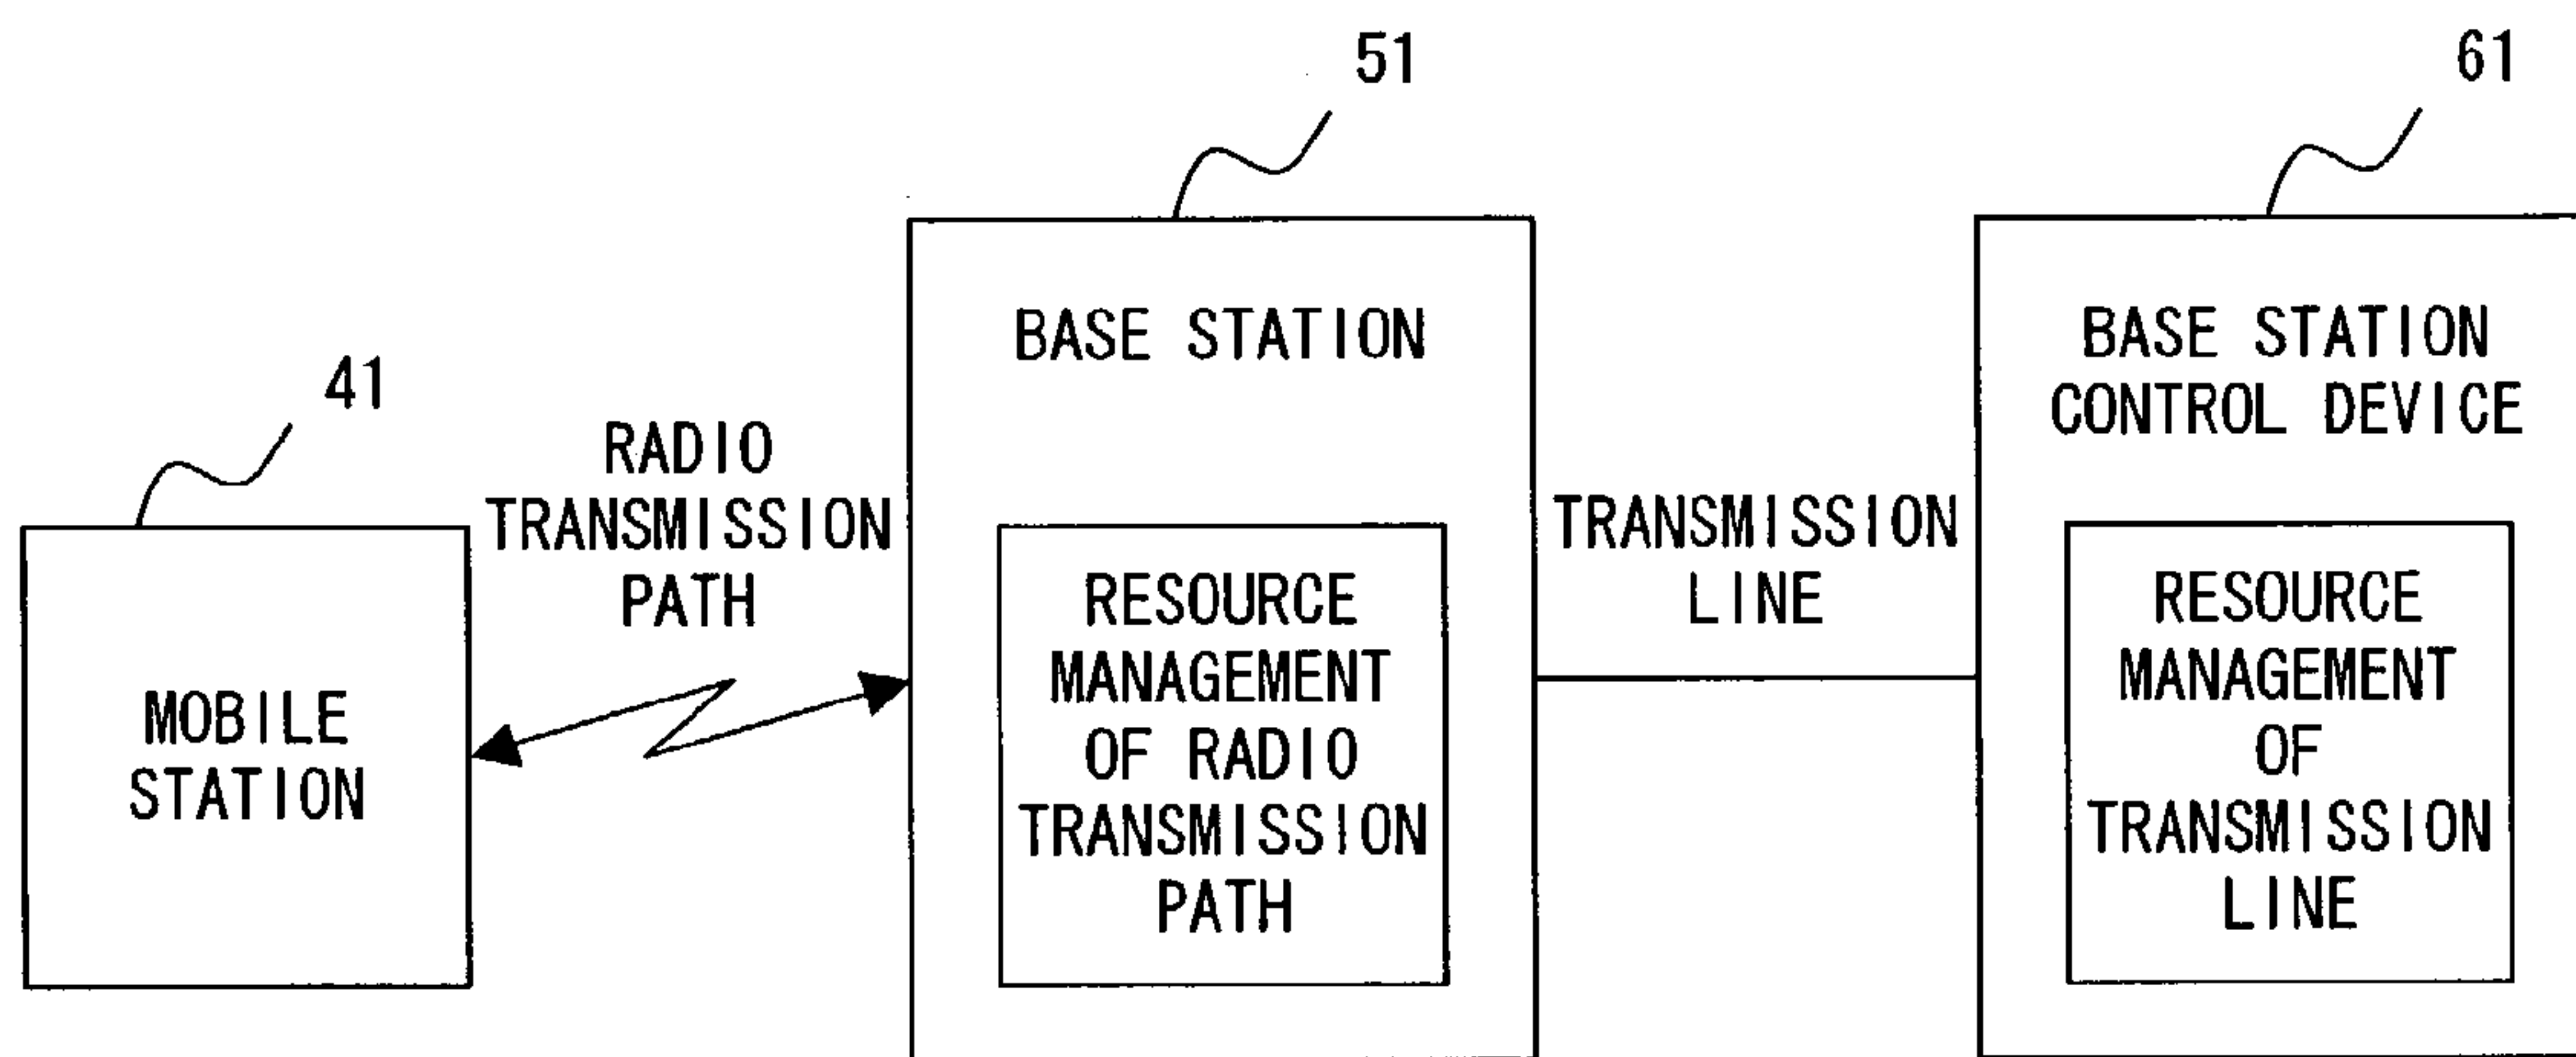 51
61
BASE STATION
BASE STATION
CONTROL DEVICE
41
RADIO
TRANSMISSION
PATH
TRANSMISSION
LINE
MOBILE
STATION
RESOURCE
MANAGEMENT
OF RADIO
TRANSMISSION
PATH
RESOURCE
MANAGEMENT
OF
TRANSMISSION
LINE